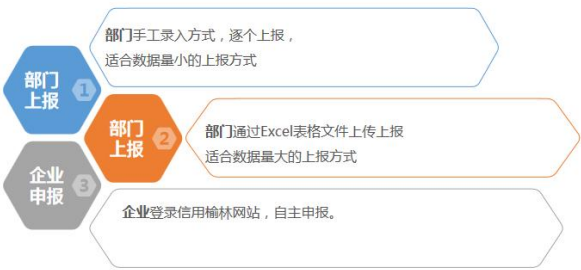 部门手工录入方式，逐个上报，
适合数据量小的上报方式
部门
上报
1
部门
上报
2
部门通过Excel表格文件上传上报
适合数据量大的上报方式
企业
申报
3
企业登录信用榆林网站，自主申报。